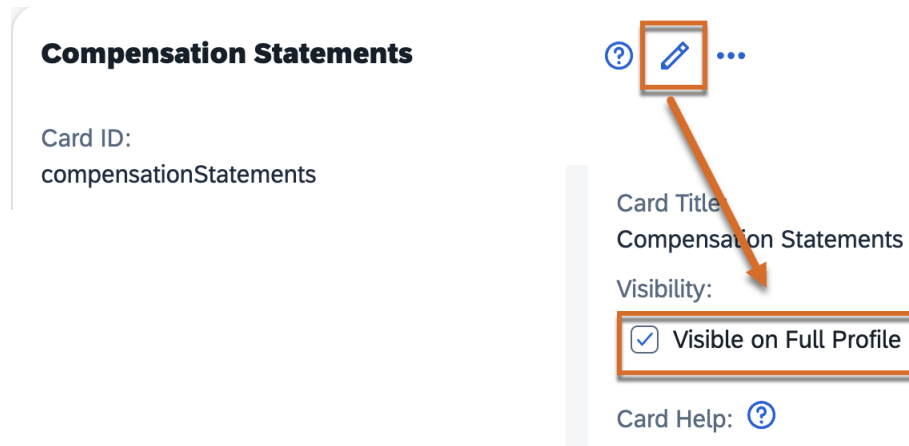 Compensation Statements
Card ID:
compensationStatements
Card Title:
Compensation Statements
Visibility:
Visible on Full Profile
Card Help: